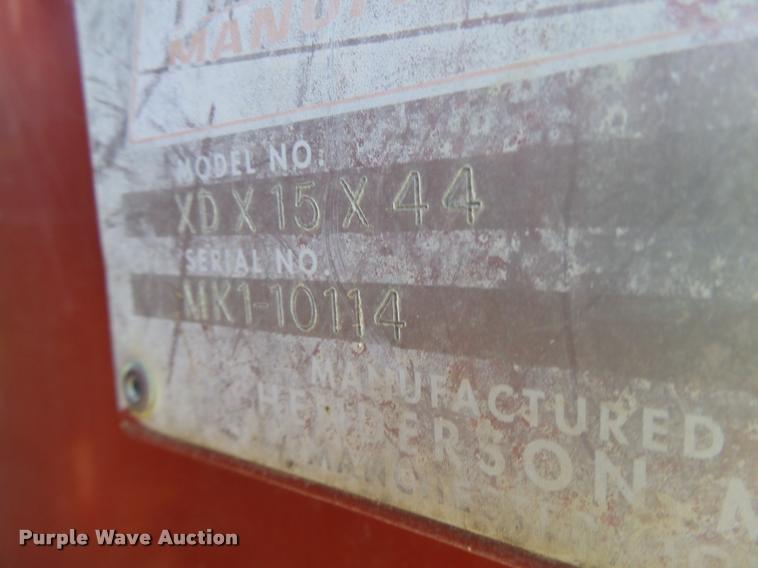 MODEL NO.
XD X 15 X 44
SERIAL NO.
MK1-10114
MANUFACTURED
HENDERSON
Purple Wave Auction